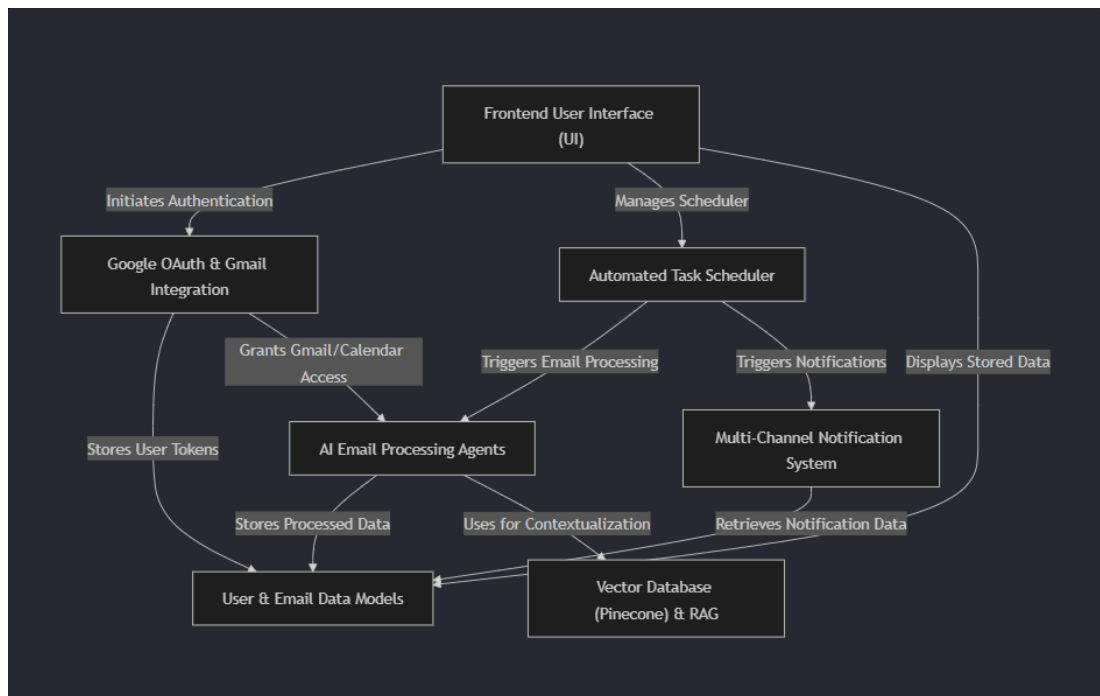 Frontend User Interface
(UI)
Initiates Authentication
Manages Scheduler
Google OAuth & Gmail
Integration
Automated Task Scheduler
Grants Gmail/Calendar
Access
Triggers Email Processing
Triggers Notifications
Displays Stored Data
Stores User Tokens
AI Email Processing Agents
Multi-Channel Notification
System
Stores Processed Data
Uses for Contextualization
Retrieves Notification Data
User & Email Data Models
Vector Database
(Pinecone) & RAG